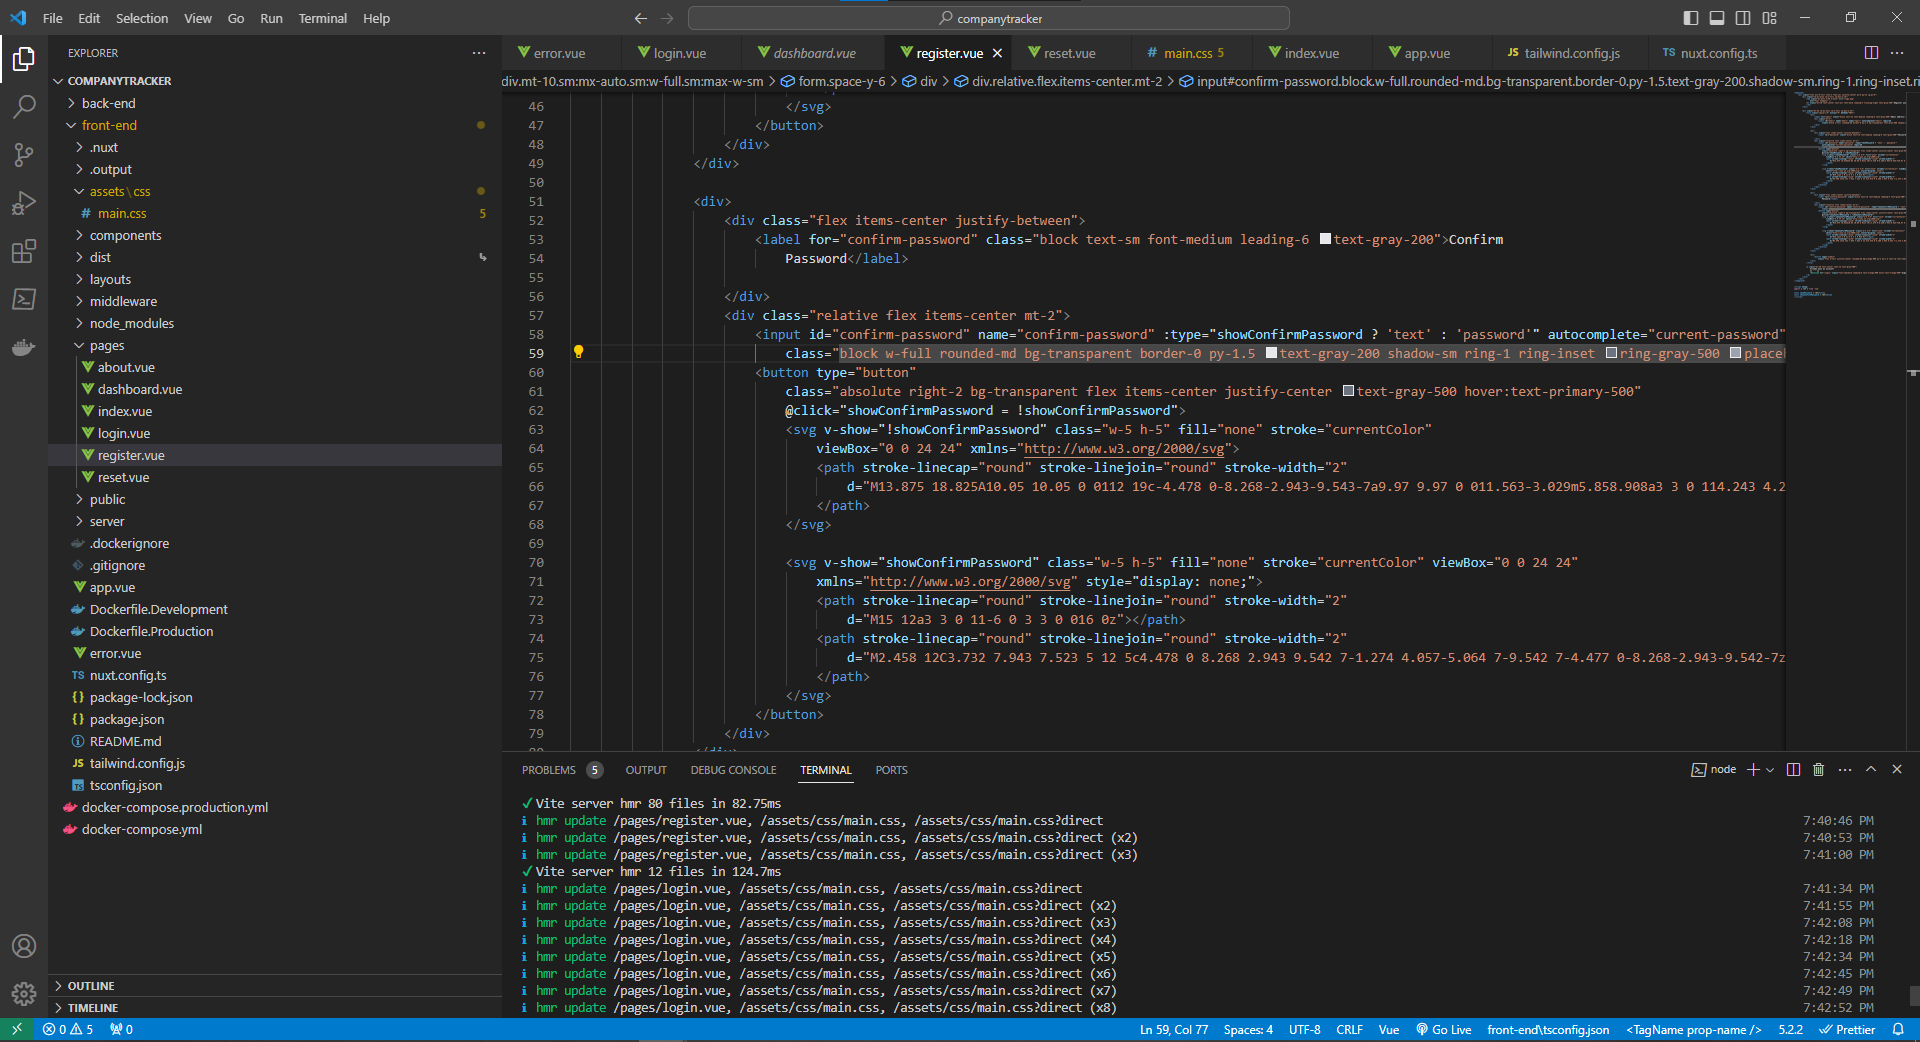 File Edit Selection View Go Run Terminal Help
companytracker
EXPLORER
COMPANYTRACKER
back-end
front-end
.nuxt
.output
assets\css
main.css 5
components
dist
layouts
middleware
node_modules
pages
about.vue
dashboard.vue
index.vue
login.vue
register.vue
reset.vue
public
server
.dockerignore
.gitignore
app.vue
Dockerfile.Development
Dockerfile.Production
error.vue
nuxt.config.ts
package-lock.json
package.json
README.md
tailwind.config.js
tsconfig.json
docker-compose.production.yml
docker-compose.yml
OUTLINE
TIMELINE
error.vue login.vue dashboard.vue register.vue reset.vue main.css 5 index.vue app.vue tailwind.config.js nuxt.config.ts
div.mt-10.sm:mx-auto.sm:w-full.sm:max-w-sm > form.space-y-6 > div > div.relative.flex.items-center.mt-2 > input#confirm-password.block.w-full.rounded-md.bg-transparent.border-0.py-1.5.text-gray-200.shadow-sm.ring-1.ring-inset.ri
46 </svg>
47 </button>
48 </div>
49 </div>
50
51 <div>
52 <div class="flex items-center justify-between">
53 <label for="confirm-password" class="block text-sm font-medium leading-6 text-gray-200">Confirm
54 Password</label>
55
56 </div>
57 <div class="relative flex items-center mt-2">
58 <input id="confirm-password" name="confirm-password" :type="showConfirmPassword ? 'text' : 'password'" autocomplete="current-password"
59 class="block w-full rounded-md bg-transparent border-0 py-1.5 text-gray-200 shadow-sm ring-1 ring-inset ring-gray-500 placeh
60 <button type="button"
61 class="absolute right-2 bg-transparent flex items-center justify-center text-gray-500 hover:text-primary-500"
62 @click="showConfirmPassword = !showConfirmPassword">
63 <svg v-show="!showConfirmPassword" class="w-5 h-5" fill="none" stroke="currentColor"
64 viewBox="0 0 24 24" xmlns="http://www.w3.org/2000/svg">
65 <path stroke-linecap="round" stroke-linejoin="round" stroke-width="2"
66 d="M13.875 18.825A10.05 10.05 0 0112 19c-4.478 0-8.268-2.943-9.543-7a9.97 9.97 0 011.563-3.029m5.858.908a3 3 0 114.243 4.2
67 </path>
68 </svg>
69
70 <svg v-show="showConfirmPassword" class="w-5 h-5" fill="none" stroke="currentColor" viewBox="0 0 24 24"
71 xmlns="http://www.w3.org/2000/svg" style="display: none;">
72 <path stroke-linecap="round" stroke-linejoin="round" stroke-width="2"
73 d="M15 12a3 3 0 11-6 0 3 3 0 016 0z"></path>
74 <path stroke-linecap="round" stroke-linejoin="round" stroke-width="2"
75 d="M2.458 12C3.732 7.943 7.523 5 12 5c4.478 0 8.268 2.943 9.542 7-1.274 4.057-5.064 7-9.542 7-4.477 0-8.268-2.943-9.542-7z
76 </path>
77 </svg>
78 </button>
79 </div>
PROBLEMS 5 OUTPUT DEBUG CONSOLE TERMINAL PORTS node
✓Vite server hmr 80 files in 82.75ms
i hmr update /pages/register.vue, /assets/css/main.css, /assets/css/main.css?direct 7:40:46 PM
i hmr update /pages/register.vue, /assets/css/main.css, /assets/css/main.css?direct (x2) 7:40:53 PM
i hmr update /pages/register.vue, /assets/css/main.css, /assets/css/main.css?direct (x3) 7:41:00 PM
✓Vite server hmr 12 files in 124.7ms
i hmr update /pages/login.vue, /assets/css/main.css, /assets/css/main.css?direct 7:41:34 PM
i hmr update /pages/login.vue, /assets/css/main.css, /assets/css/main.css?direct (x2) 7:41:55 PM
i hmr update /pages/login.vue, /assets/css/main.css, /assets/css/main.css?direct (x3) 7:42:08 PM
i hmr update /pages/login.vue, /assets/css/main.css, /assets/css/main.css?direct (x4) 7:42:18 PM
i hmr update /pages/login.vue, /assets/css/main.css, /assets/css/main.css?direct (x5) 7:42:34 PM
i hmr update /pages/login.vue, /assets/css/main.css, /assets/css/main.css?direct (x6) 7:42:45 PM
i hmr update /pages/login.vue, /assets/css/main.css, /assets/css/main.css?direct (x7) 7:42:49 PM
i hmr update /pages/login.vue, /assets/css/main.css, /assets/css/main.css?direct (x8) 7:42:52 PM
0 5 0 Ln 59, Col 77 Spaces: 4 UTF-8 CRLF Vue Go Live front-end\tsconfig.json <TagName prop-name /> 5.2.2 Prettier